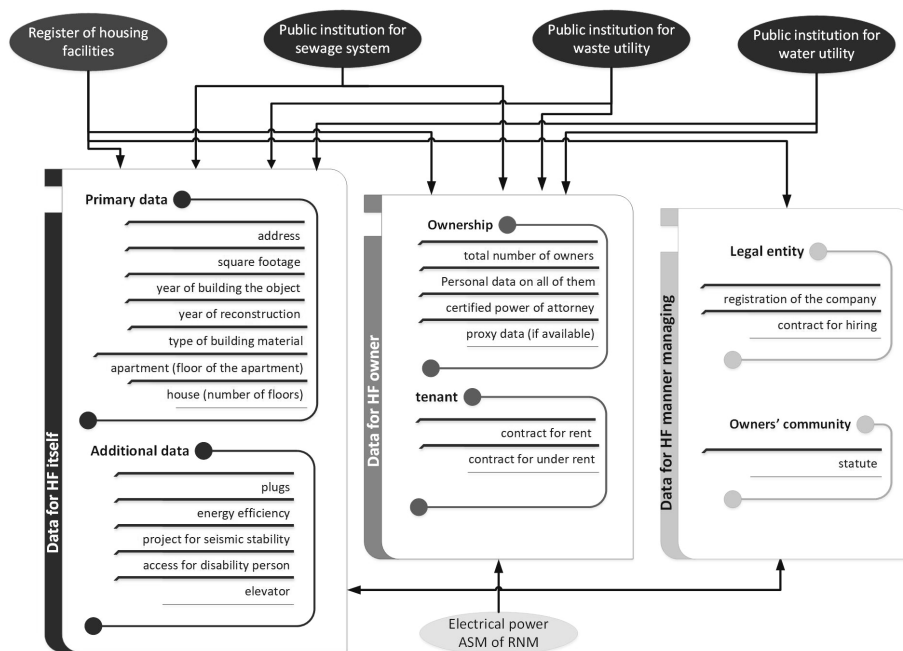 Register of housing
facilities
Public institution for
sewage system
Public institution for
waste utility
Public institution for
water utility
Data for HF itself
Primary data
address
square footage
year of building the object
year of reconstruction
type of building material
apartment (floor of the apartment)
house (number of floors)
Additional data
plugs
energy efficiency
project for seismic stability
access for disability person
elevator
Data for HF owner
Ownership
total number of owners
Personal data on all of them
certified power of attorney
proxy data (if available)
tenant
contract for rent
contract for under rent
Data for HF manner managing
Legal entity
registration of the company
contract for hiring
Owners' community
statute
Electrical power
ASM of RNM